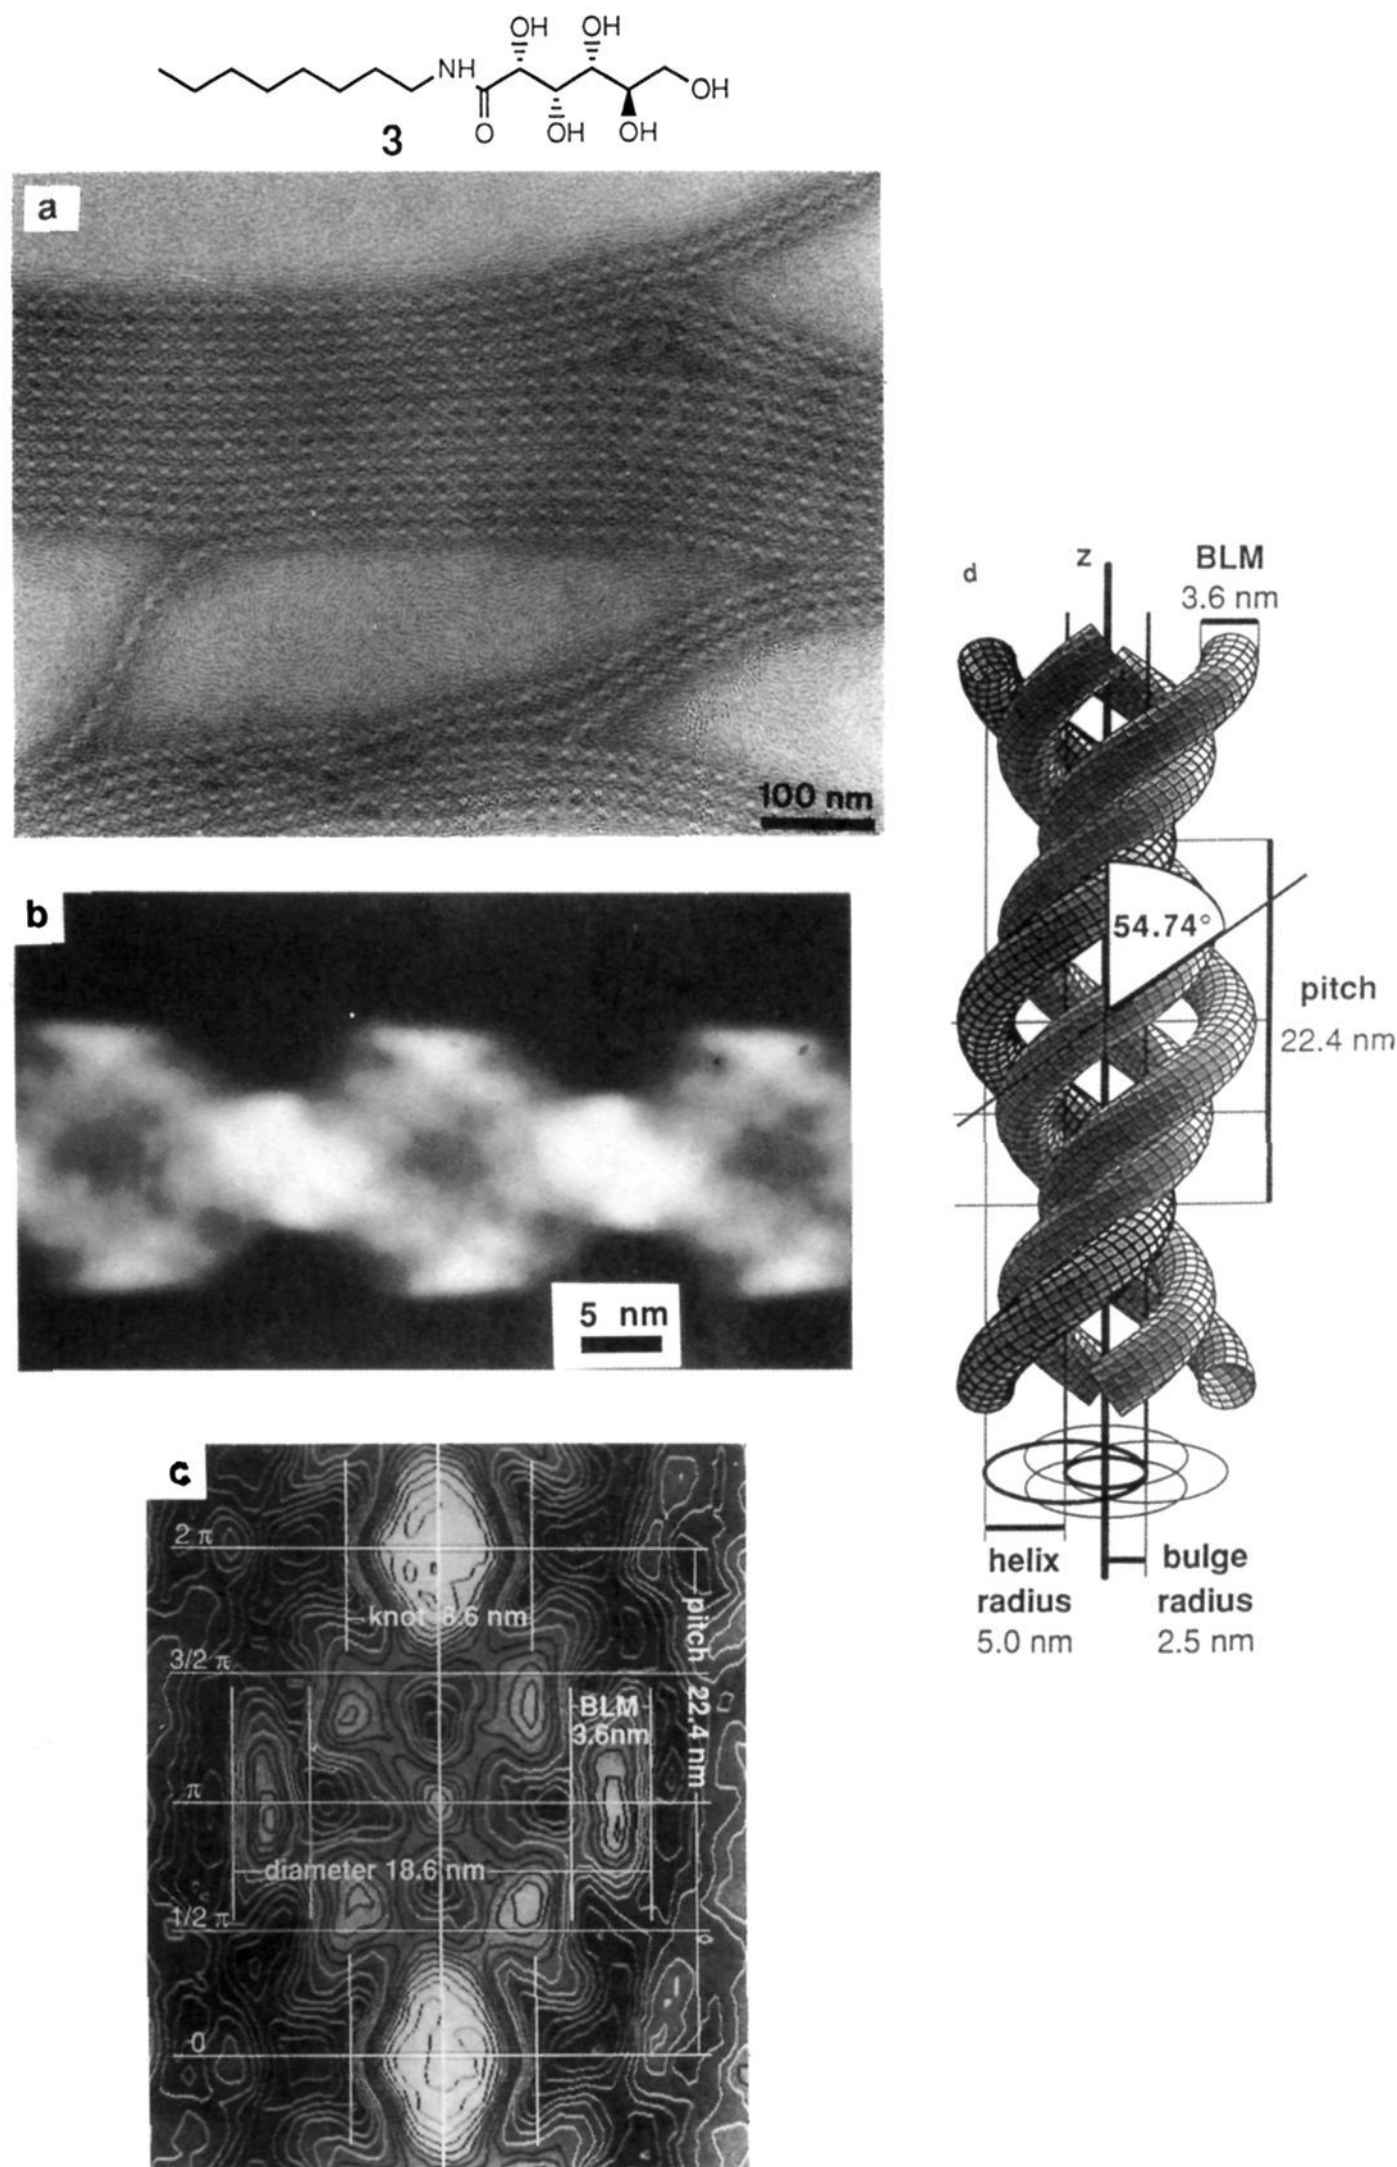 OH
OH
NH
OH
O
OH
OH
3
a
100 nm
b
5 nm
c
2 π
knot 8.6 nm
3/2 π
BLM
3.6nm
pitch 22.4 nm
π
diameter 18.6 nm
1/2 π
0
d
z
BLM
3.6 nm
54.74°
pitch
22.4 nm
helix
radius
5.0 nm
bulge
radius
2.5 nm